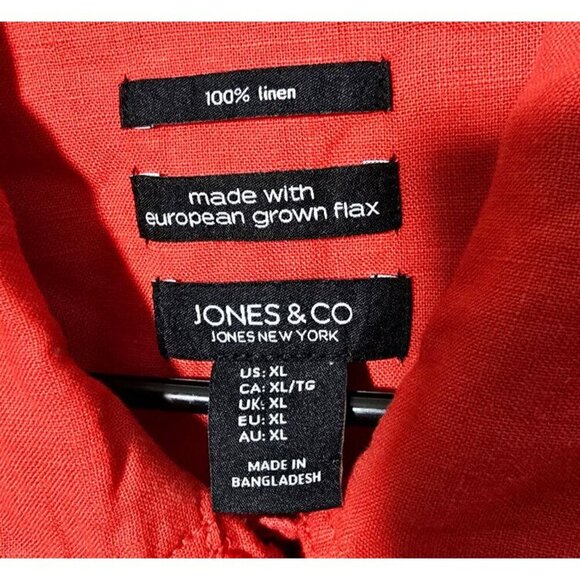 100% linen
made with
european grown flax
JONES & CO
JONES NEW YORK
US: XL
CA: XL/TG
UK: XL
EU: XL
AU: XL
MADE IN
BANGLADESH